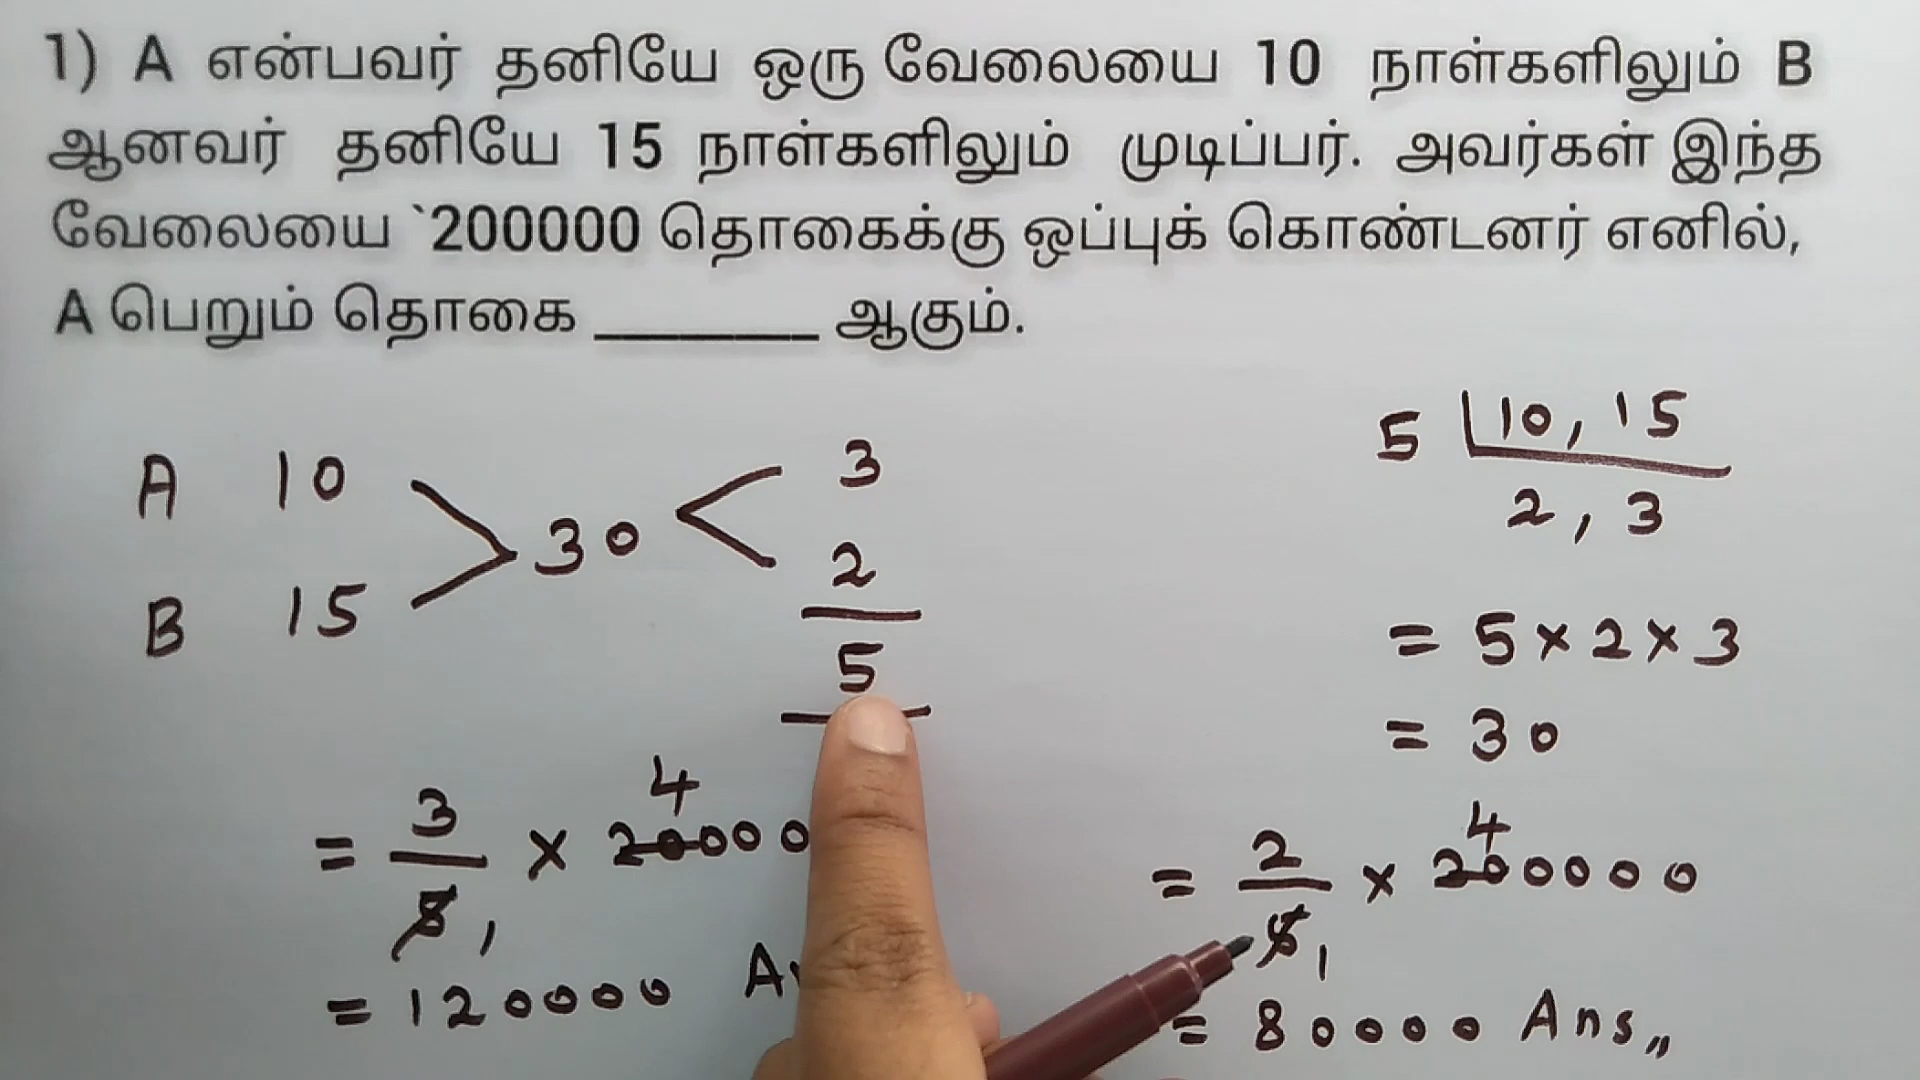 1) A என்பவர் தனியே ஒரு வேலையை 10 நாள்களிலும் B
ஆனவர் தனியே 15 நாள்களிலும் முடிப்பர். அவர்கள் இந்த
வேலையை `200000 தொகைக்கு ஒப்புக் கொண்டனர் எனில்,
A பெறும் தொகை ________ ஆகும்.
A 10
B 15
30
3
2
5
5 10, 15
2, 3
= 5 × 2 × 3
= 30
4
= 3/5 1 × 20000
= 120000
4
= 2/5 1 × 200000
= 80000 Ans,,